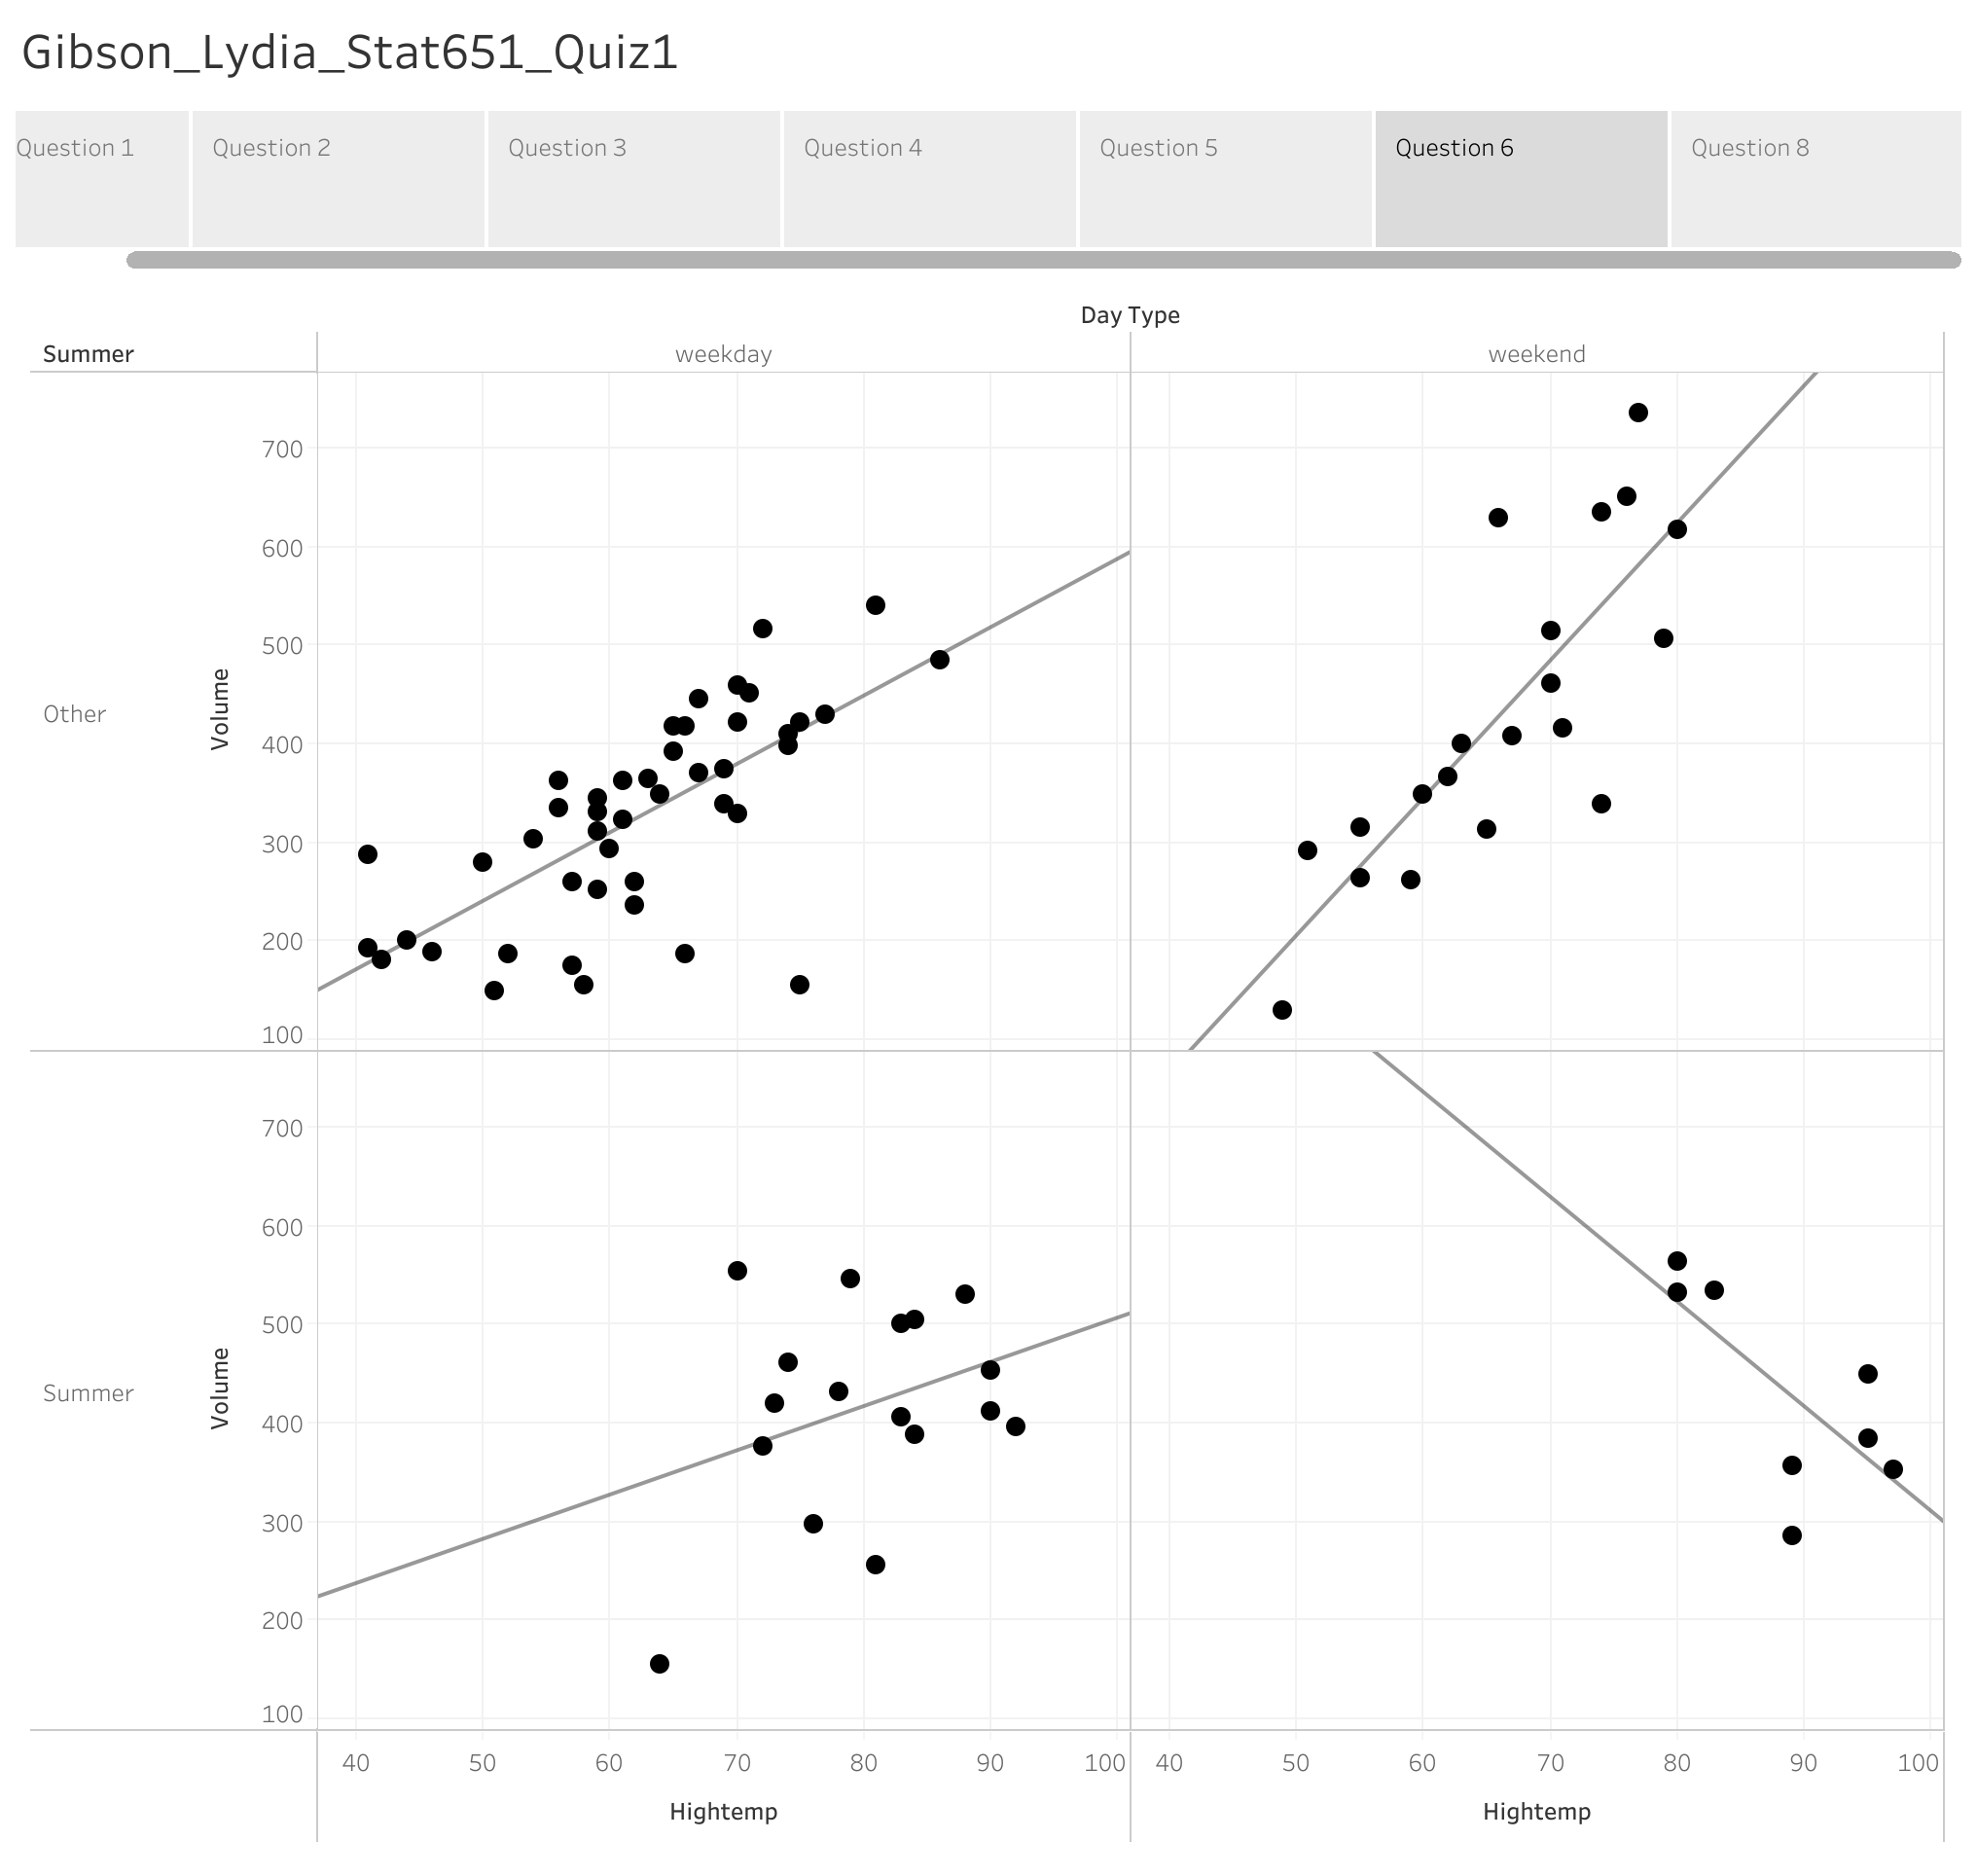 Gibson_Lydia_Stat651_Quiz1
Question 1 Question 2 Question 3 Question 4 Question 5 Question 6 Question 8
Day Type
Summer weekday weekend
700
600
500
400
300
200
100
Volume
Other
700
600
500
400
300
200
100
Volume
Summer
40 50 60 70 80 90 100 40 50 60 70 80 90 100
Hightemp Hightemp